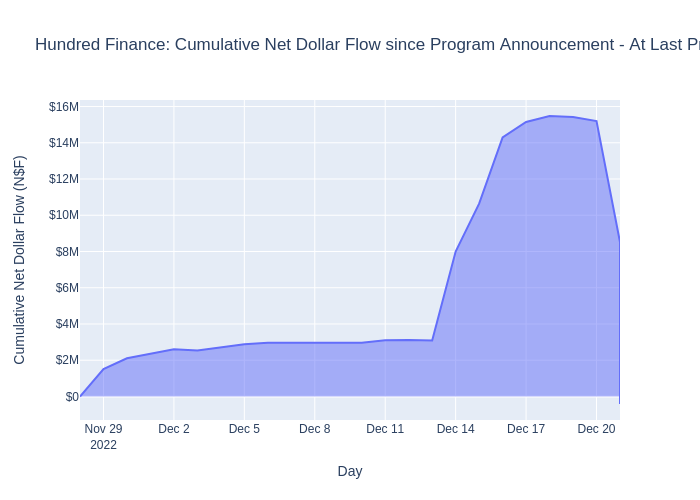 Hundred Finance: Cumulative Net Dollar Flow since Program Announcement - At Last
Cumulative Net Dollar Flow (N$F)
$16M
$14M
$12M
$10M
$8M
$6M
$4M
$2M
$0
Nov 29 Dec 2 Dec 5 Dec 8 Dec 11 Dec 14 Dec 17 Dec 20
2022
Day